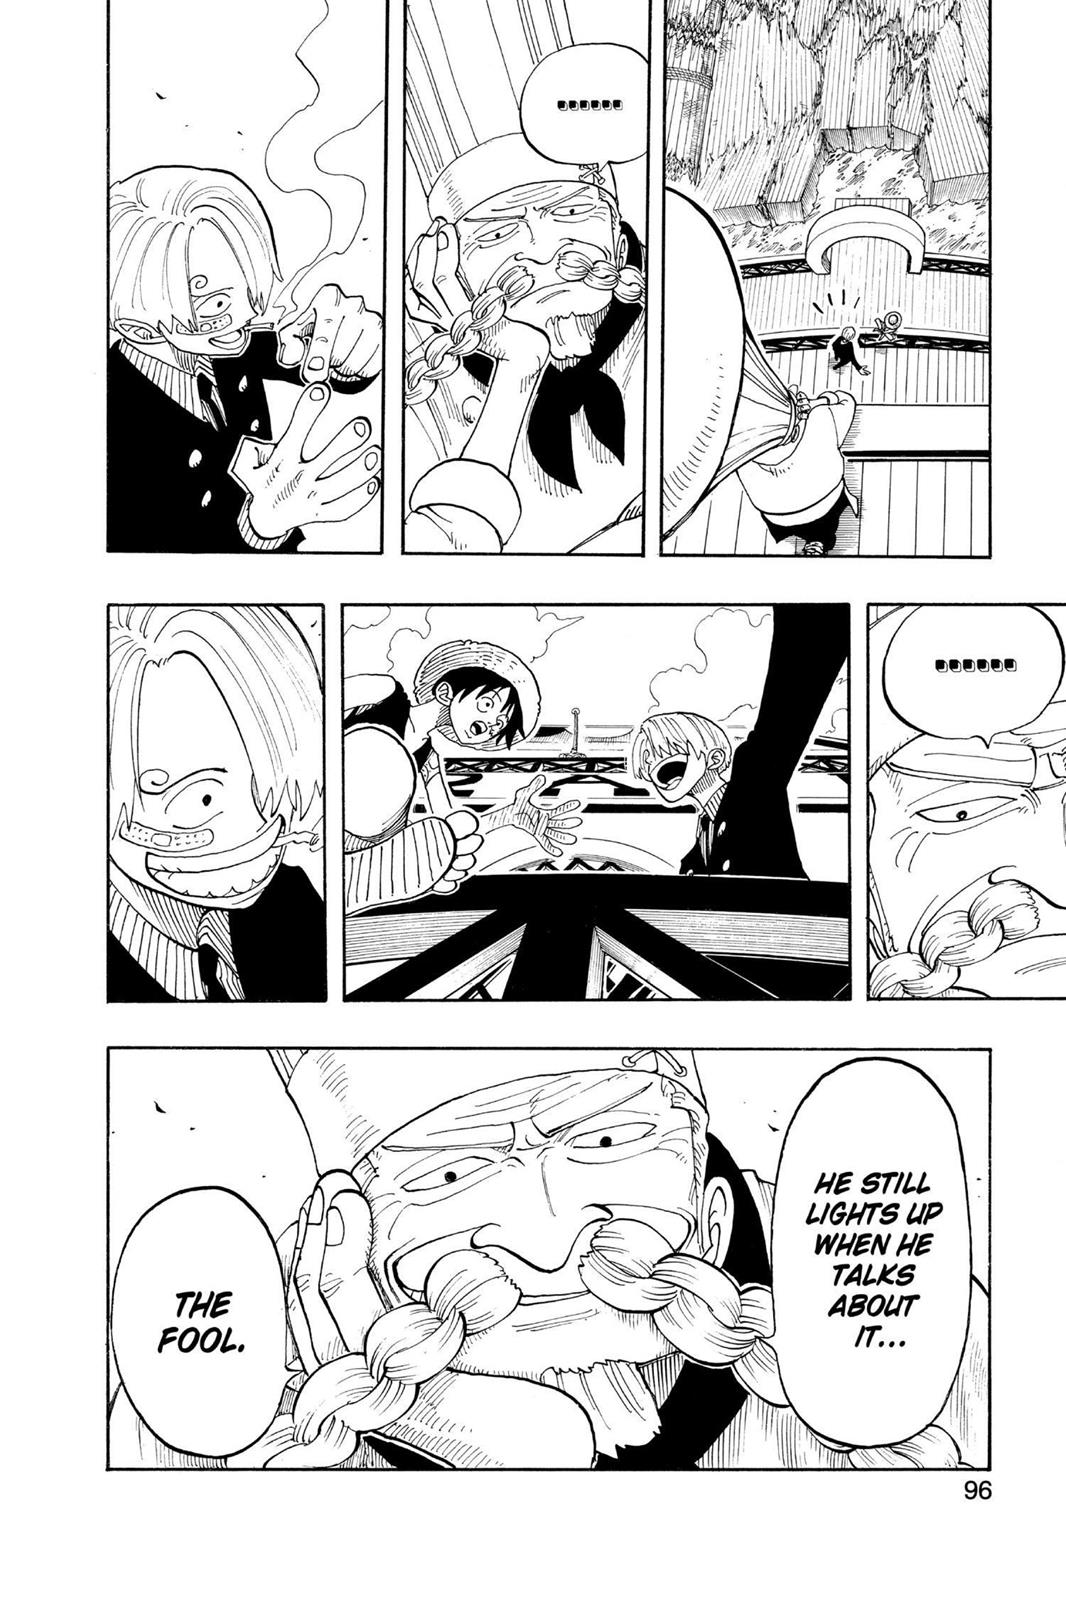 ......
......
HE STILL
LIGHTS UP
WHEN HE
TALKS
ABOUT
IT...
THE
FOOL.
96